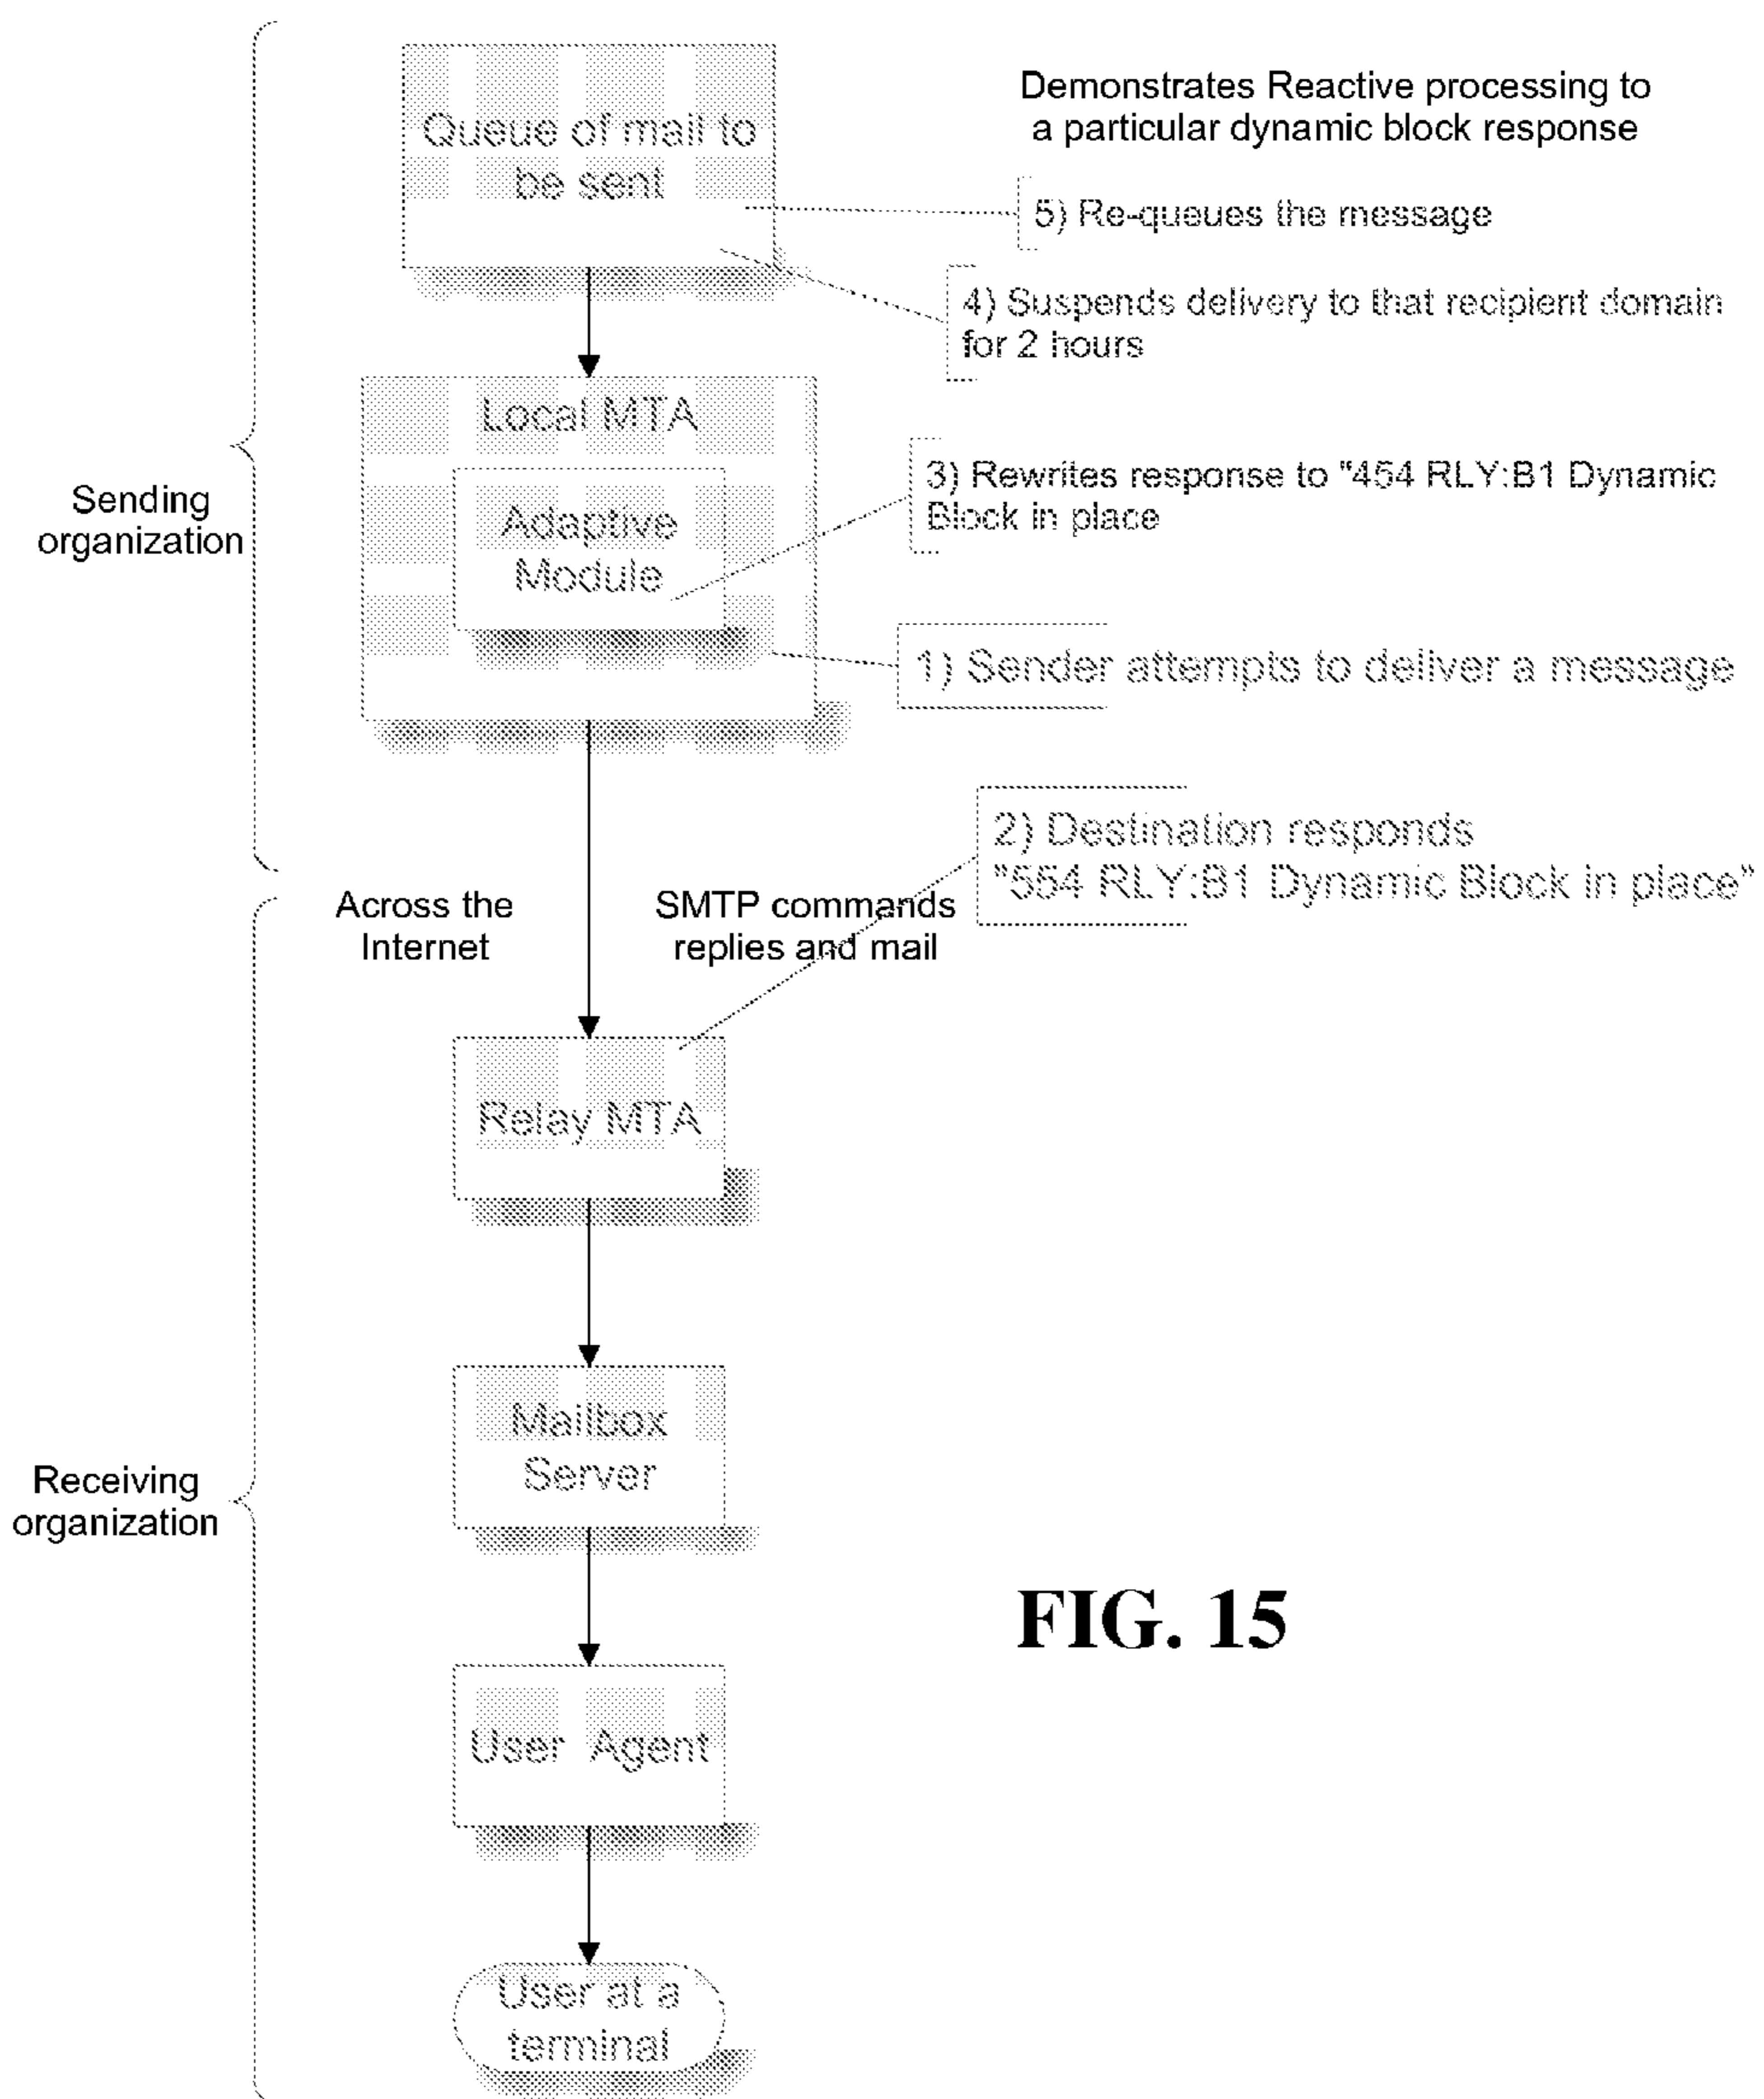 Queue of mail to
be sent
Demonstrates Reactive processing to
a particular dynamic block response
5) Re-queues the message
4) Suspends delivery to that recipient domain
for 2 hours
Local MTA
Adaptive
Module
3) Rewrites response to "454 RLY:B1 Dynamic
Block in place
Sending
organization
1) Sender attempts to deliver a message
2) Destination responds
"554 RLY:B1 Dynamic Block in place"
Across the
Internet
SMTP commands
replies and mail
Relay MTA
Mailbox
Server
Receiving
organization
FIG. 15
User Agent
User at a
terminal